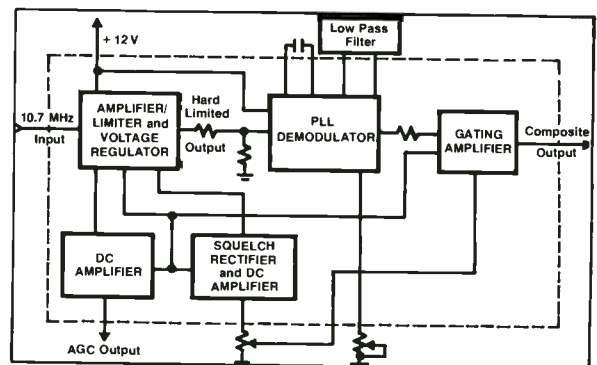 Low Pass
Filter
+ 12 V
10.7 MHz
Input
AMPLIFIER/
LIMITER and
VOLTAGE
REGULATOR
Hard
Limited
Output
PLL
DEMODULATOR
GATING
AMPLIFIER
Composite
Output
DC
AMPLIFIER
SQUELCH
RECTIFIER
and DC
AMPLIFIER
AGC Output